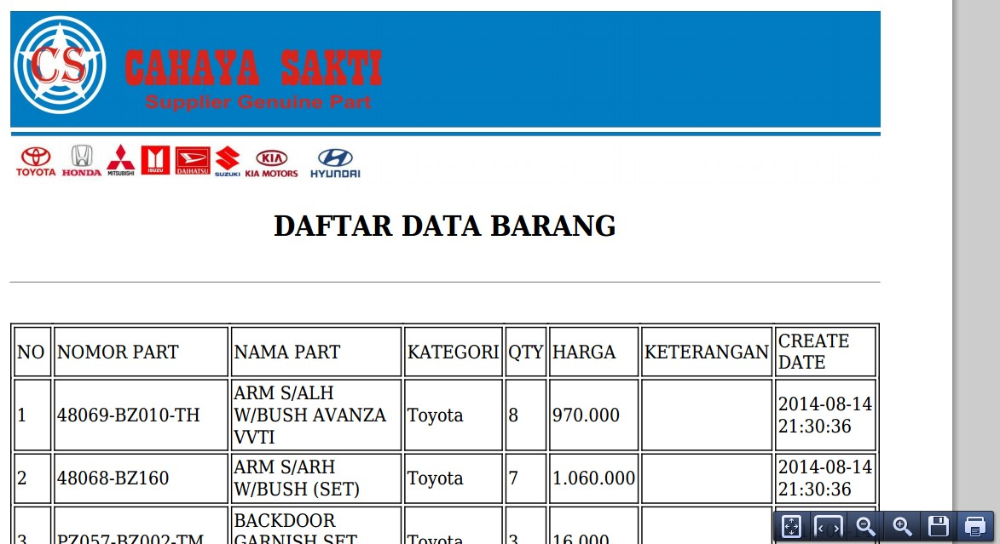 CS
CAHAYA SAKTI
Supplier Genuine Part
TOYOTA HONDA MITSUBISHI ISUZU DAIHATSU SUZUKI KIA KIA MOTORS HYUNDAI
DAFTAR DATA BARANG
NO NOMOR PART NAMA PART KATEGORI QTY HARGA KETERANGAN CREATE
DATE
ARM S/ALH
1 48069-BZ010-TH W/BUSH AVANZA Toyota 8 970.000 2014-08-14
VVTI 21:30:36
2 48068-BZ160 ARM S/ARH Toyota 7 1.060.000 2014-08-14
W/BUSH (SET) 21:30:36
BACKDOOR
3 PZ057-BZ002-TM GARNISH SET Toyota 3 16.000